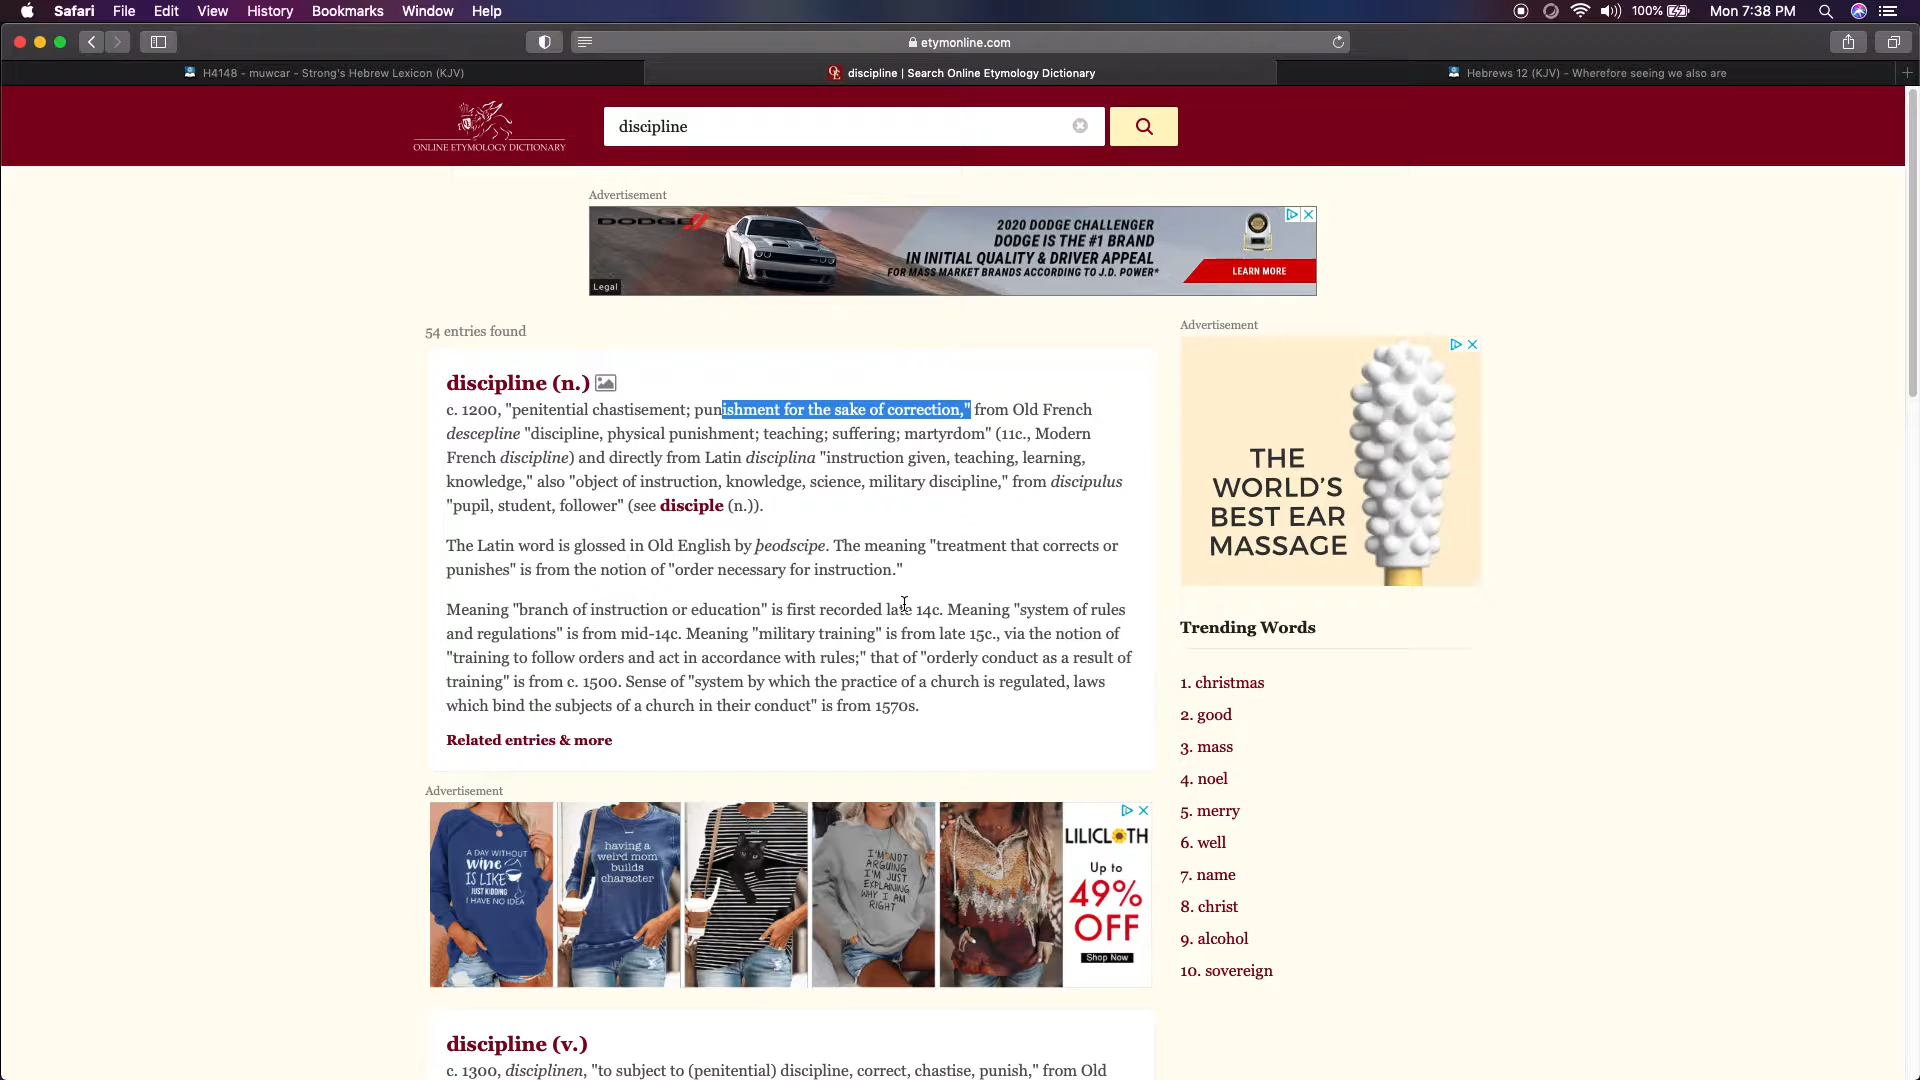 Safari File Edit View History Bookmarks Window Help
100% Mon 7:38 PM
etymonline.com
H4148 - muwcar - Strong's Hebrew Lexicon (KJV)
discipline | Search Online Etymology Dictionary
Hebrews 12 (KJV) - Wherefore seeing we also are
ONLINE ETYMOLOGY DICTIONARY
discipline
Advertisement
DODGE
2020 DODGE CHALLENGER
DODGE IS THE #1 BRAND
IN INITIAL QUALITY & DRIVER APPEAL
FOR MASS MARKET BRANDS ACCORDING TO J.D. POWER*
LEARN MORE
Legal
54 entries found
discipline (n.)
c. 1200, "penitential chastisement; punishment for the sake of correction," from Old French
descepline "discipline, physical punishment; teaching; suffering; martyrdom" (11c., Modern
French discipline) and directly from Latin disciplina "instruction given, teaching, learning,
knowledge," also "object of instruction, knowledge, science, military discipline," from discipulus
"pupil, student, follower" (see disciple (n.)).
The Latin word is glossed in Old English by þeodscipe. The meaning "treatment that corrects or
punishes" is from the notion of "order necessary for instruction."
Meaning "branch of instruction or education" is first recorded late 14c. Meaning "system of rules
and regulations" is from mid-14c. Meaning "military training" is from late 15c., via the notion of
"training to follow orders and act in accordance with rules;" that of "orderly conduct as a result of
training" is from c. 1500. Sense of "system by which the practice of a church is regulated, laws
which bind the subjects of a church in their conduct" is from 1570s.
Related entries & more
Advertisement
A DAY WITHOUT
wine
IS LIKE
JUST KIDDING
I HAVE NO IDEA
having a
weird mom
builds
character
I'M NOT
ARGUING
I'M JUST
EXPLAINING
WHY I AM
RIGHT
LILICLOTH
Up to
49%
OFF
Shop Now
discipline (v.)
c. 1300, disciplinen, "to subject to (penitential) discipline, correct, chastise, punish," from Old
Advertisement
THE
WORLD'S
BEST EAR
MASSAGE
Trending Words
1. christmas
2. good
3. mass
4. noel
5. merry
6. well
7. name
8. christ
9. alcohol
10. sovereign